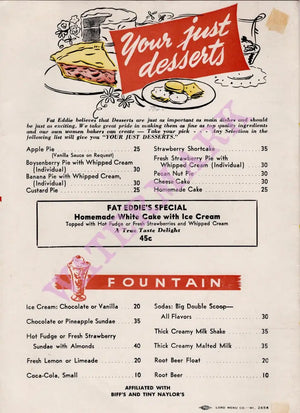 Your just
desserts
Fat Eddie believes that Desserts are just as important as main dishes and should
be just as exciting. We take great pride in making them as fine as top quality ingredients
and our own women bakers can create — Take your pick - Any Selection in the
following list will give you "YOUR JUST DESSERTS."
Apple Pie 25
(Vanilla Sauce on Request)
Boysenberry Pie with Whipped Cream
(Individual) 30
Banana Pie with Whipped Cream,
(Individual) 30
Custard Pie 25
Strawberry Shortcake 35
Fresh Strawberry Pie with
Whipped Cream (Individual) 35
Pecan Nut Pie 30
Cheese Cake 30
Homemade Cake 25
FAT EDDIE'S SPECIAL
Homemade White Cake with Ice Cream
Topped with Hot Fudge or Fresh Strawberries and Whipped Cream
A True Taste Delight
45c
FOUNTAIN
Ice Cream: Chocolate or Vanilla 20
Chocolate or Pineapple Sundae 35
Hot Fudge or Fresh Strawberry
Sundae with Almonds 40
Fresh Lemon or Limeade 20
Coca-Cola, Small 10
Sodas: Big Double Scoop—
All Flavors 30
Thick Creamy Milk Shake 35
Thick Creamy Malted Milk 35
Root Beer Float 20
Root Beer 10
AFFILIATED WITH
BIFF'S AND TINY NAYLOR'S
LORD MENU CO